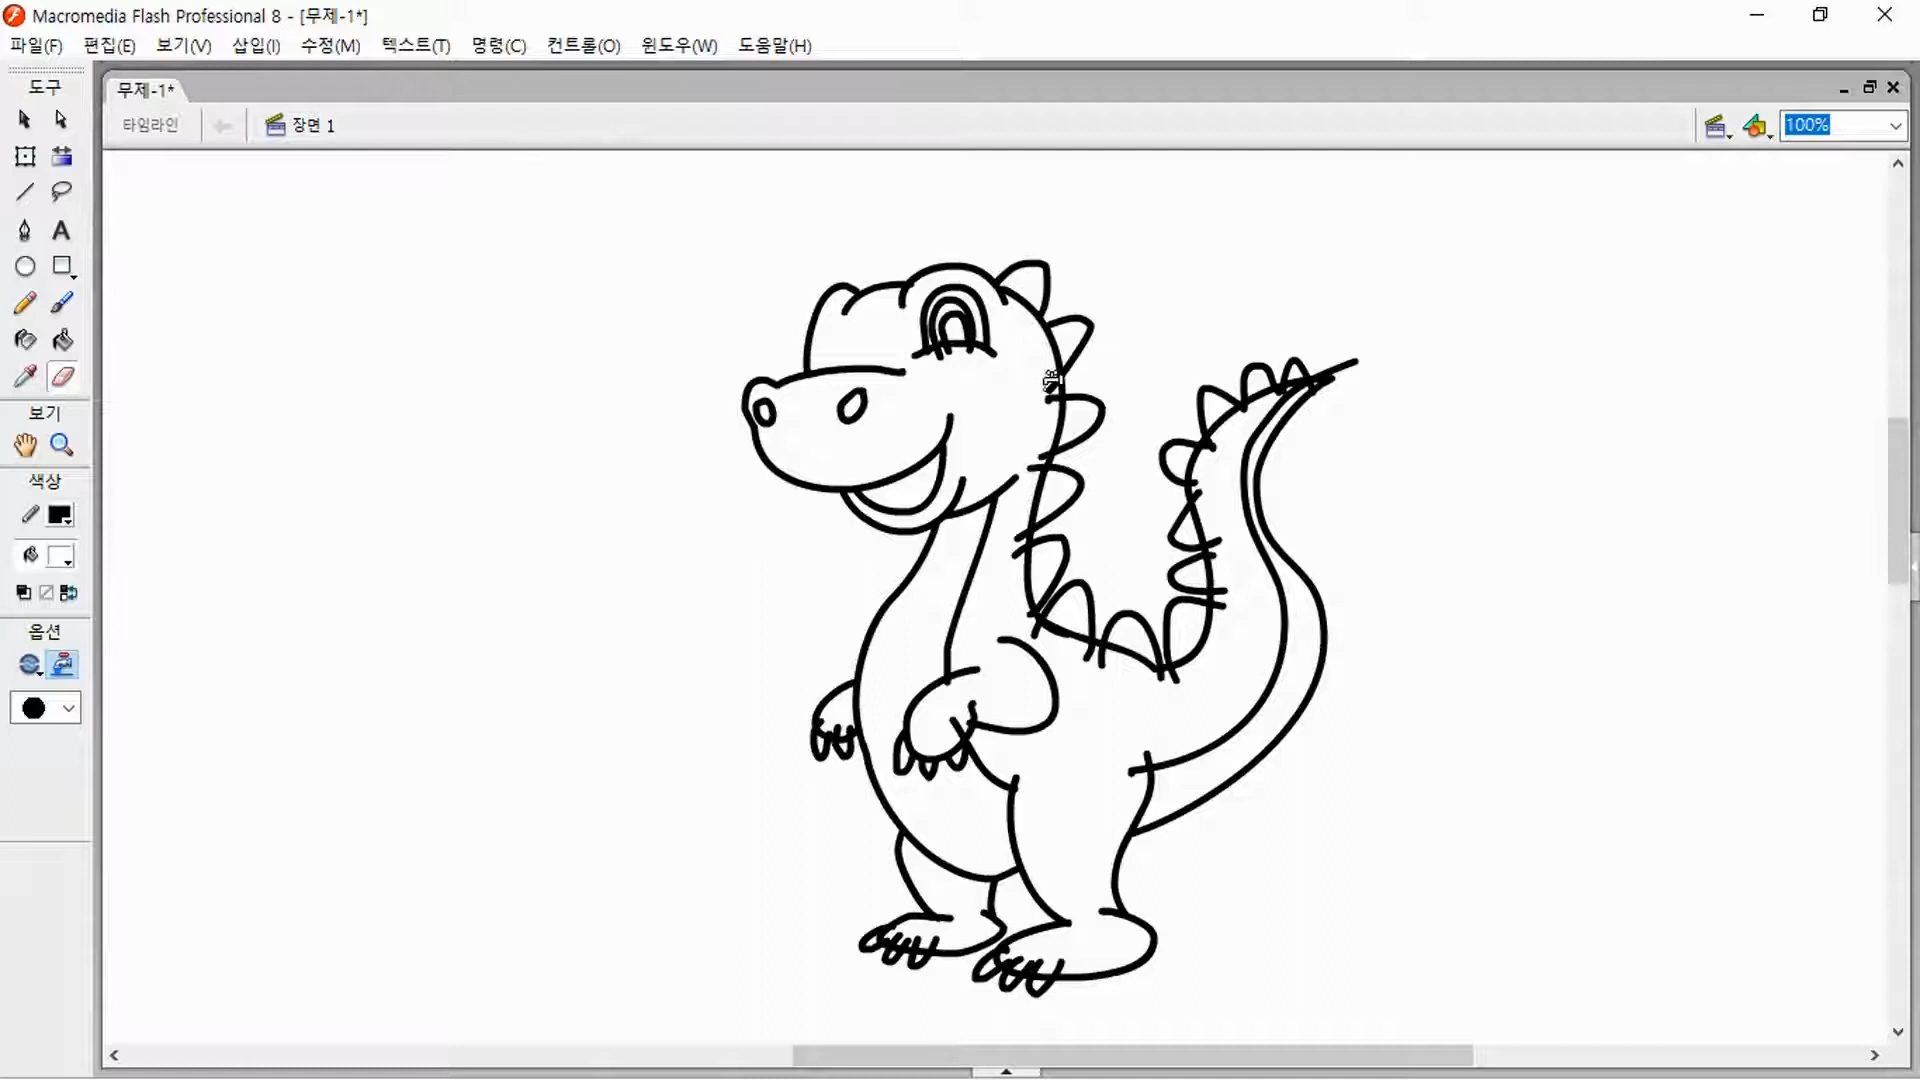 Macromedia Flash Professional 8 - [무제-1*]
파일(F) 편집(E) 보기(V) 삽입(I) 수정(M) 텍스트(T) 명령(C) 컨트롤(O) 윈도우(W) 도움말(H)
도구
무제-1*
타임라인 장면 1 100%
A
보기
색상
옵션